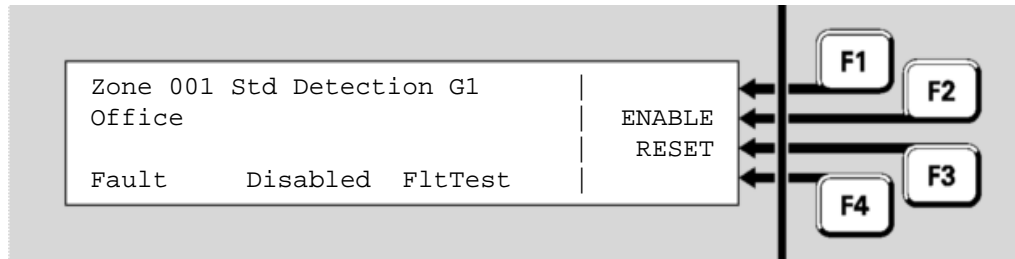 Zone 001 Std Detection G1
Office | ENABLE
| RESET
Fault Disabled FltTest |
F1
F2
F3
F4